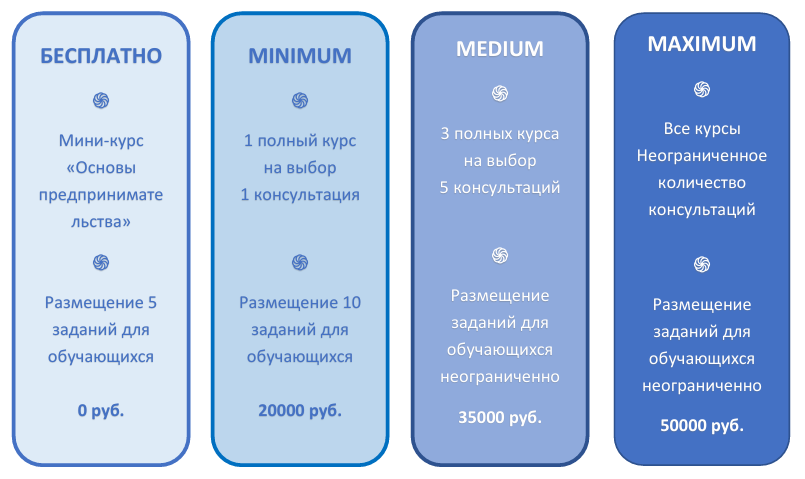 БЕСПЛАТНО
Мини-курс
«Основы
предпринимате
льства»
Размещение 5
заданий для
обучающихся
0 руб.
MINIMUM
1 полный курс
на выбор
1 консультация
Размещение 10
заданий для
обучающихся
20000 руб.
MEDIUM
3 полных курса
на выбор
5 консультаций
Размещение
заданий для
обучающихся
неограниченно
35000 руб.
MAXIMUM
Все курсы
Неограниченное
количество
консультаций
Размещение
заданий для
обучающихся
неограниченно
50000 руб.